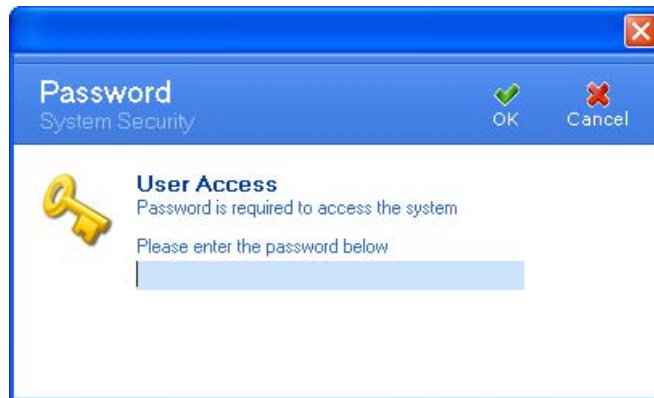 Password
System Security
OK
Cancel
User Access
Password is required to access the system
Please enter the password below